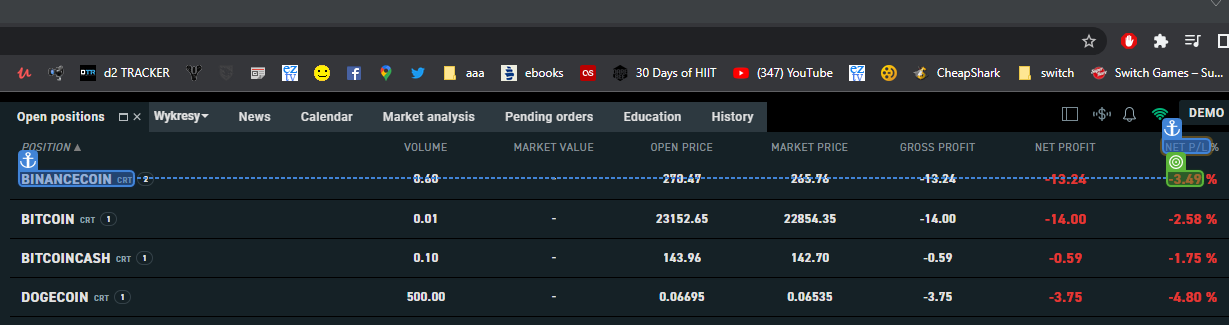 DTR d2 TRACKER aaa ebooks OS 30 Days of HIIT (347) YouTube CheapShark switch Switch Games – Su...
Open positions Wykresy News Calendar Market analysis Pending orders Education History DEMO
POSITION VOLUME MARKET VALUE OPEN PRICE MARKET PRICE GROSS PROFIT NET PROFIT NET P/L %
BINANCECOIN CRT 2 0.60 - 270.47 265.76 -13.24 -13.24 -3.49 %
BITCOIN CRT 1 0.01 - 23152.65 22854.35 -14.00 -14.00 -2.58 %
BITCOINCASH CRT 1 0.10 - 143.96 142.70 -0.59 -0.59 -1.75 %
DOGECOIN CRT 1 500.00 - 0.06695 0.06535 -3.75 -3.75 -4.80 %